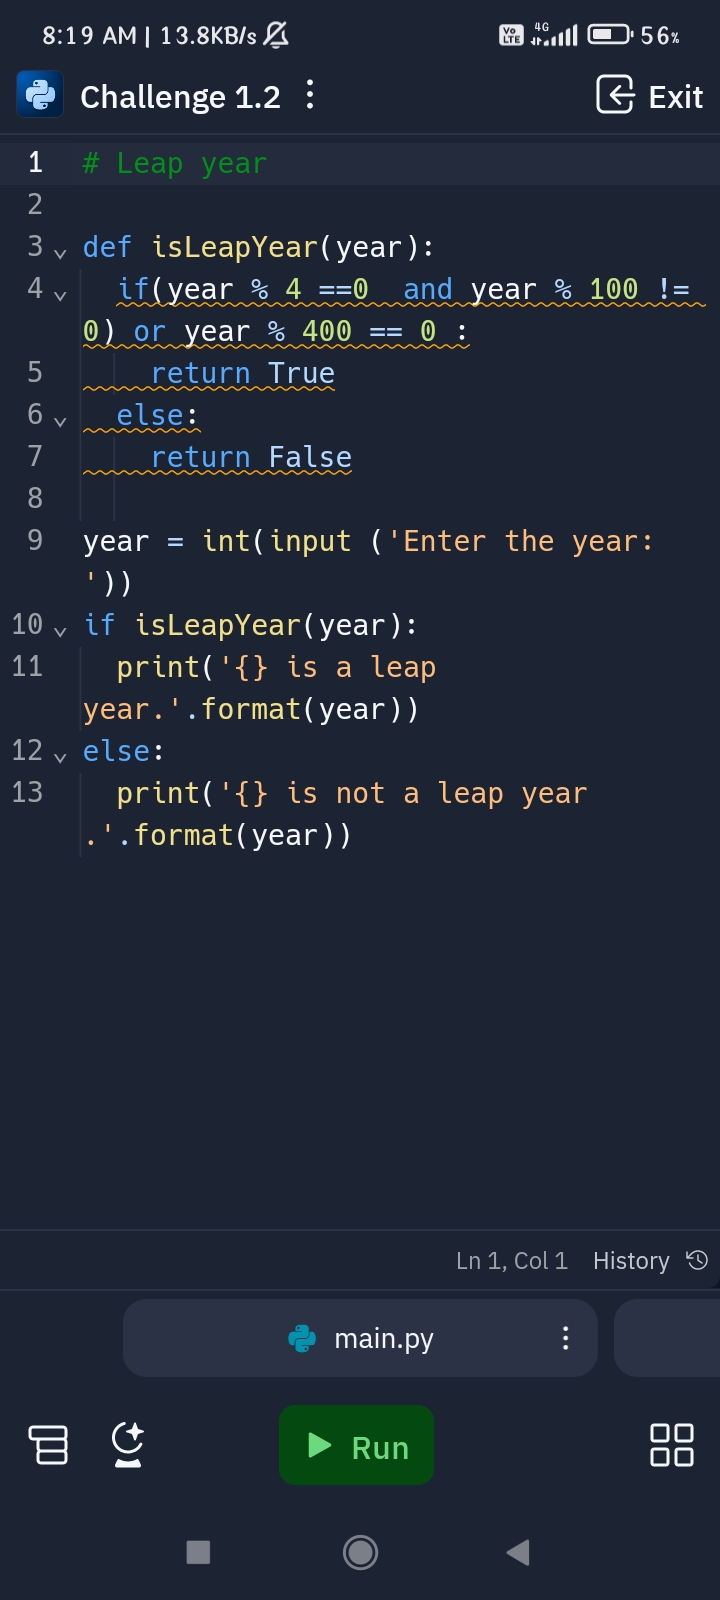 8:19 AM | 13.8KB/s Vo LTE 4G 56%
Challenge 1.2 Exit
1 # Leap year
2
3 def isLeapYear(year):
4   if(year % 4 ==0  and year % 100 !=
0) or year % 400 == 0 :
5     return True
6   else:
7     return False
8
9 year = int(input ('Enter the year:
'))
10 if isLeapYear(year):
11   print('{} is a leap
year.'.format(year))
12 else:
13   print('{} is not a leap year
.'.format(year))
Ln 1, Col 1 History
main.py
Run